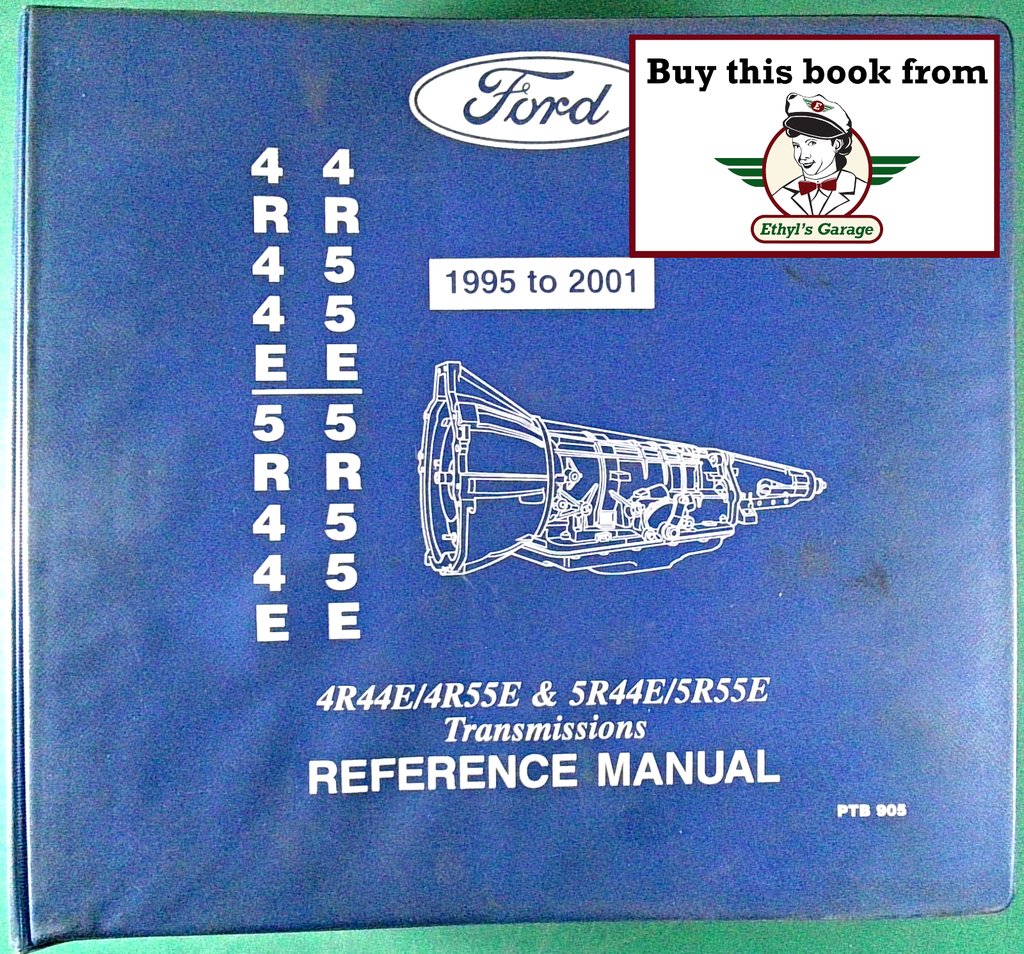 Ford
Buy this book from
E
Ethyl's Garage
4 4
R R
4 5
4 5
E E
5 5
R R
4 5
4 5
E E
1995 to 2001
4R44E/4R55E & 5R44E/5R55E
Transmissions
REFERENCE MANUAL
PTB 905